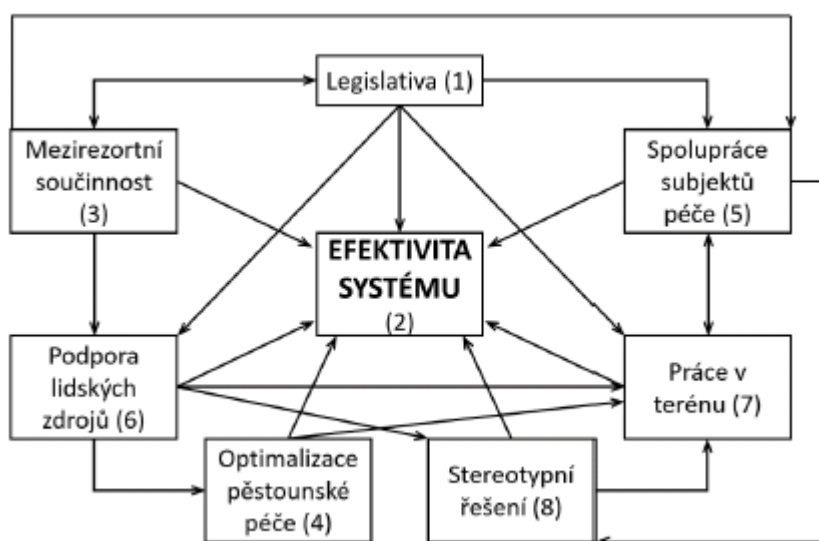 Legislativa (1)
Mezirezortní
součinnost
(3)
Spolupráce
subjektů
péče (5)
EFEKTIVITA
SYSTÉMU
(2)
Podpora
lidských
zdrojů (6)
Práce v
terénu (7)
Optimalizace
pěstounské
péče (4)
Stereotypní
řešení (8)